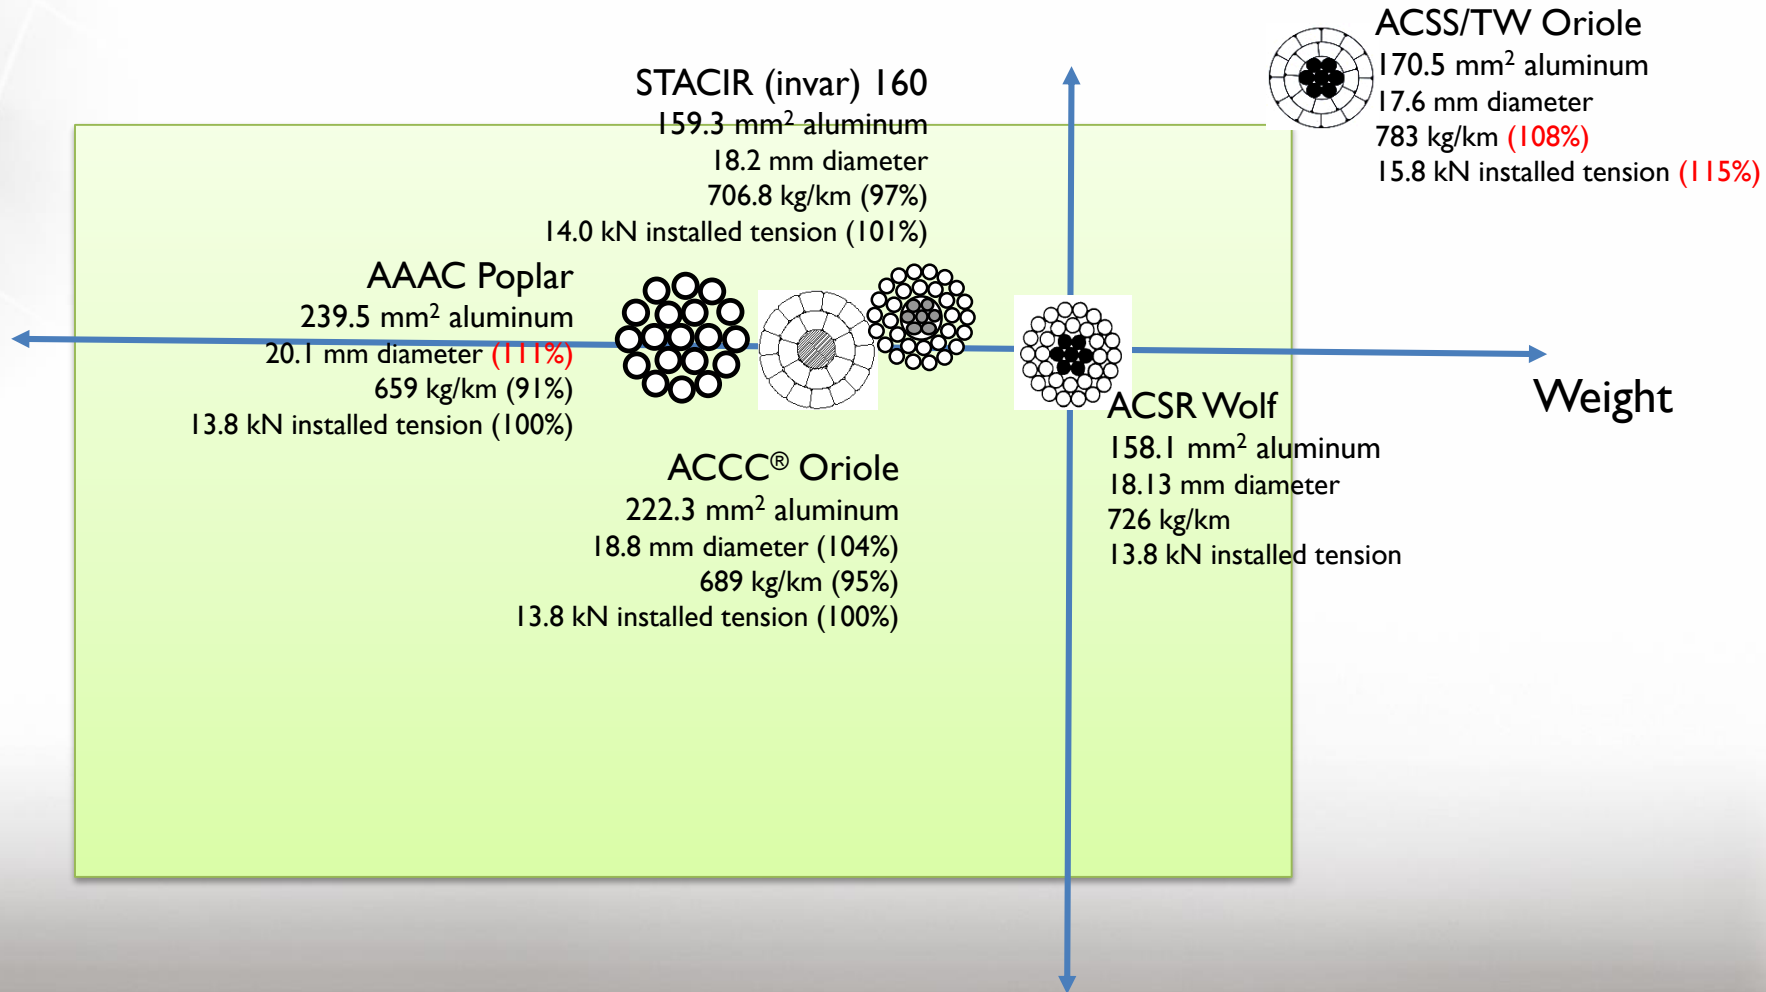 ACSS/TW Oriole
170.5 mm² aluminum
17.6 mm diameter
783 kg/km (108%)
15.8 kN installed tension (115%)
STACIR (invar) 160
159.3 mm² aluminum
18.2 mm diameter
706.8 kg/km (97%)
14.0 kN installed tension (101%)
AAAC Poplar
239.5 mm² aluminum
20.1 mm diameter (111%)
659 kg/km (91%)
13.8 kN installed tension (100%)
Weight
ACSR Wolf
158.1 mm² aluminum
18.13 mm diameter
726 kg/km
13.8 kN installed tension
ACCC® Oriole
222.3 mm² aluminum
18.8 mm diameter (104%)
689 kg/km (95%)
13.8 kN installed tension (100%)